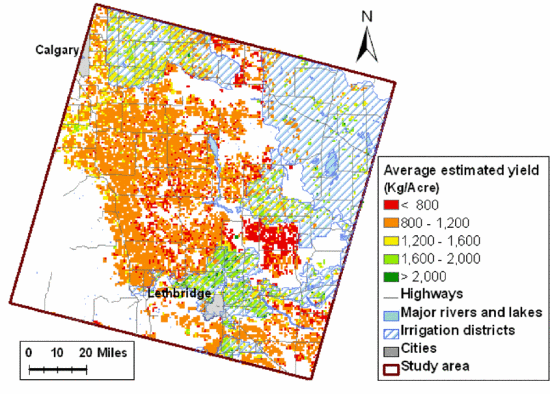 N
Calgary
Lethbridge
0 10 20 Miles
Average estimated yield
(Kg/Acre)
< 800
800 - 1,200
1,200 - 1,600
1,600 - 2,000
> 2,000
Highways
Major rivers and lakes
Irrigation districts
Cities
Study area